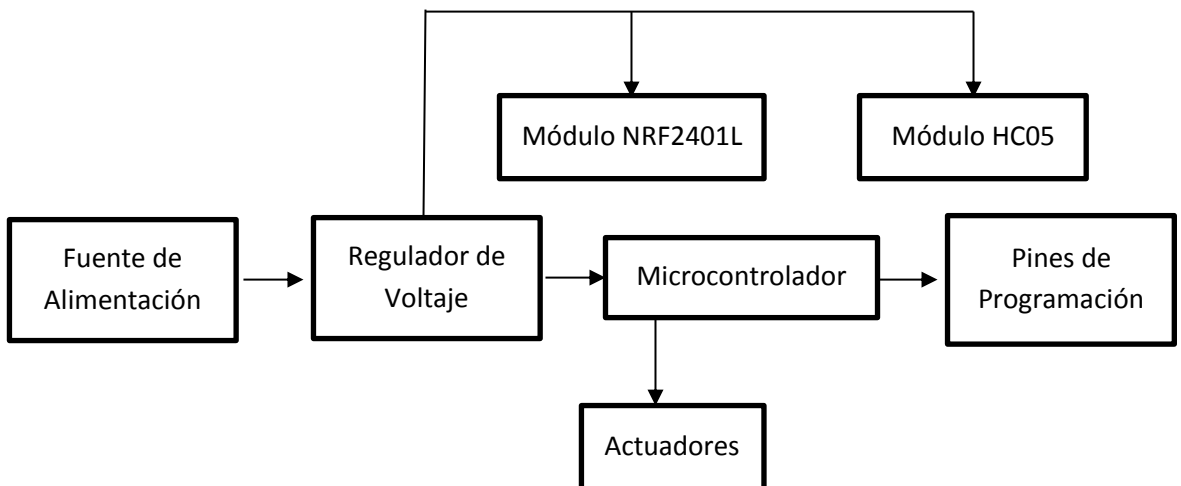 Módulo NRF2401L
Módulo HC05
Fuente de
Alimentación
Regulador de
Voltaje
Microcontrolador
Pines de
Programación
Actuadores